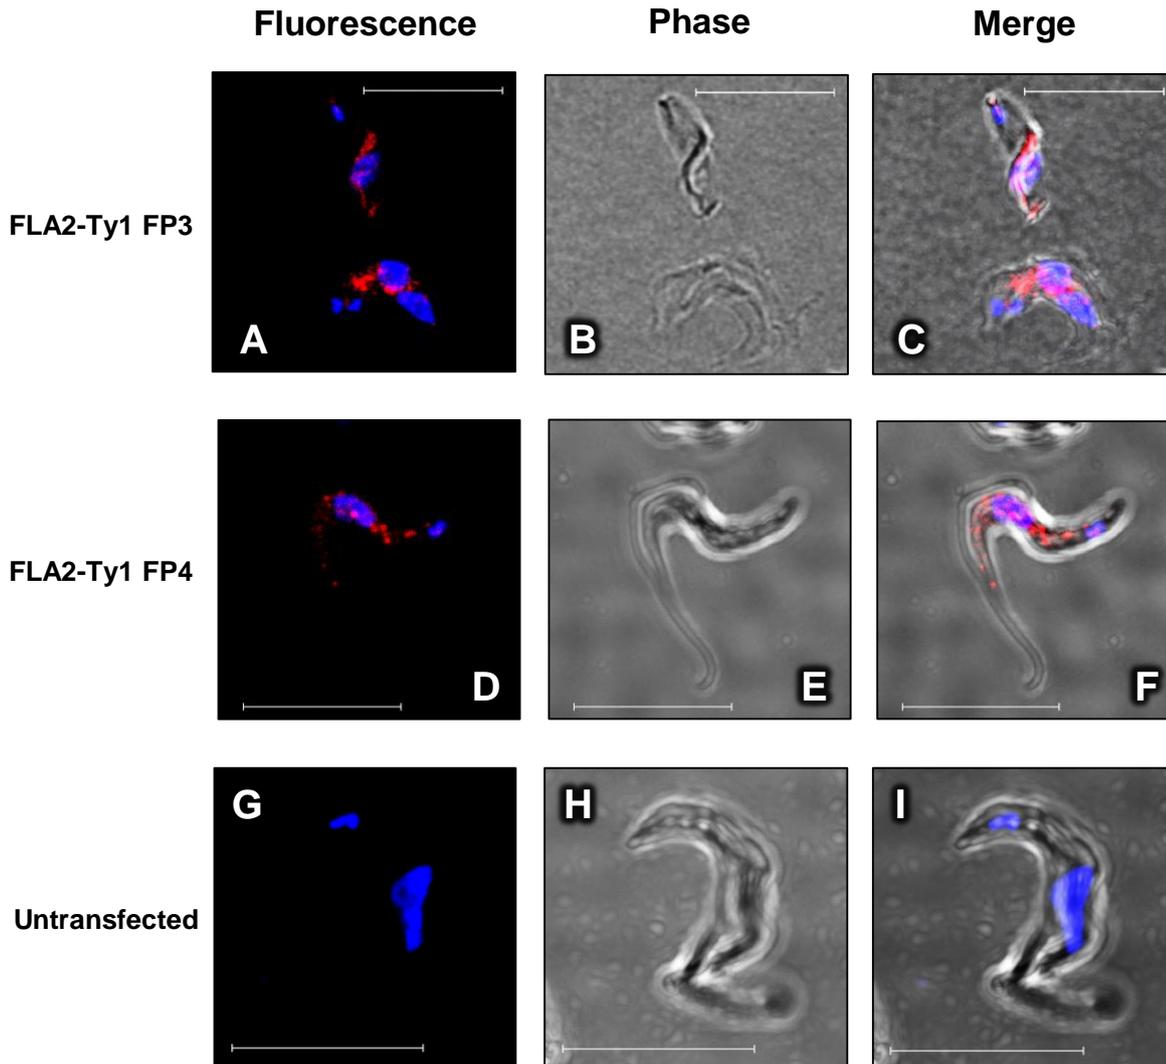 Fluorescence Phase Merge
FLA2-Ty1 FP3
A B C
FLA2-Ty1 FP4
D E F
Untransfected
G H I